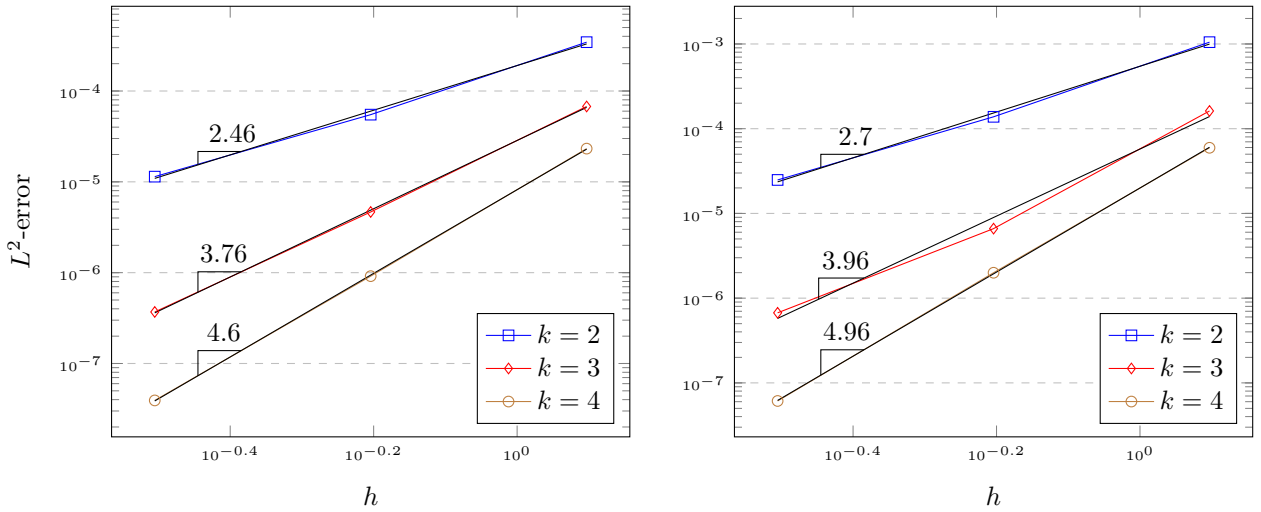 10^{-4}
10^{-5}
10^{-6}
10^{-7}
L^2-error
2.46
3.76
4.6
k = 2
k = 3
k = 4
10^{-0.4}
10^{-0.2}
10^0
h
10^{-3}
10^{-4}
10^{-5}
10^{-6}
10^{-7}
2.7
3.96
4.96
k = 2
k = 3
k = 4
10^{-0.4}
10^{-0.2}
10^0
h